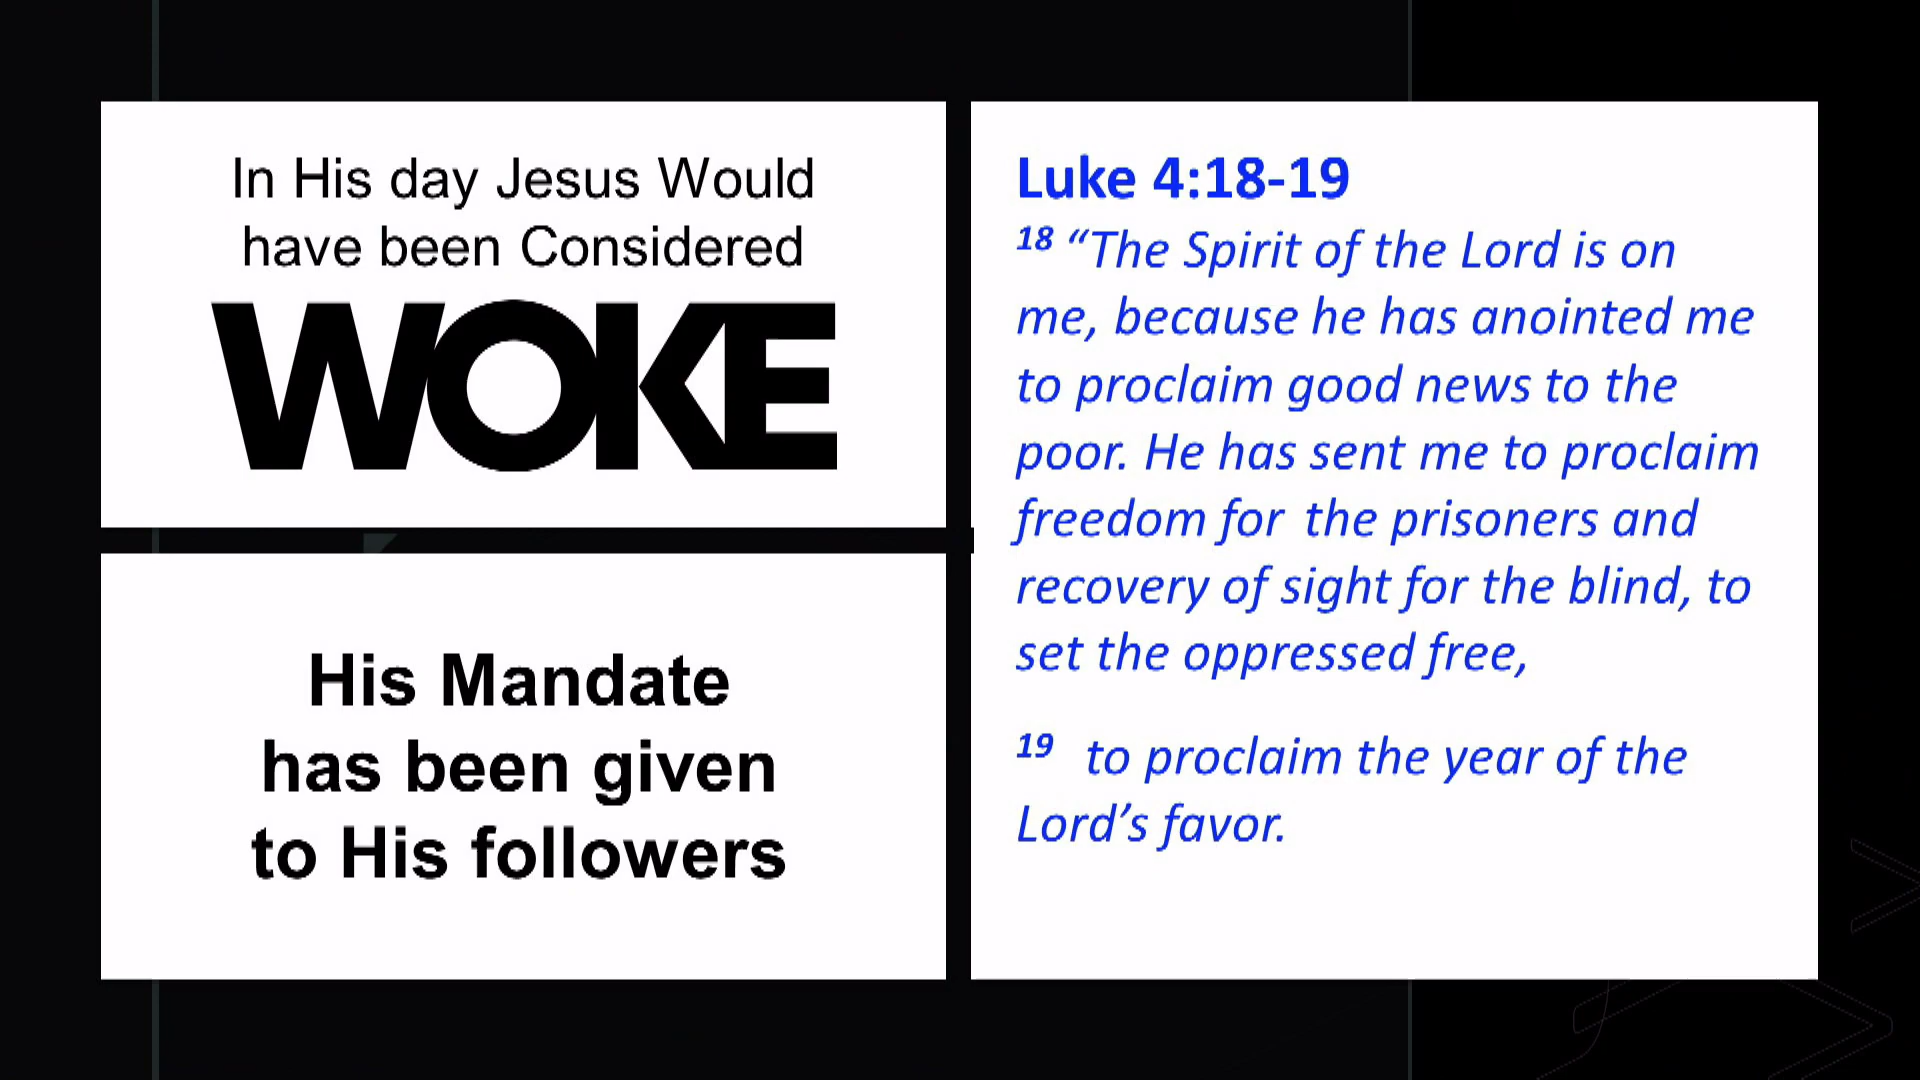 In His day Jesus Would
have been Considered
WOKE
His Mandate
has been given
to His followers
Luke 4:18-19
18 “The Spirit of the Lord is on
me, because he has anointed me
to proclaim good news to the
poor. He has sent me to proclaim
freedom for the prisoners and
recovery of sight for the blind, to
set the oppressed free,
19 to proclaim the year of the
Lord’s favor.